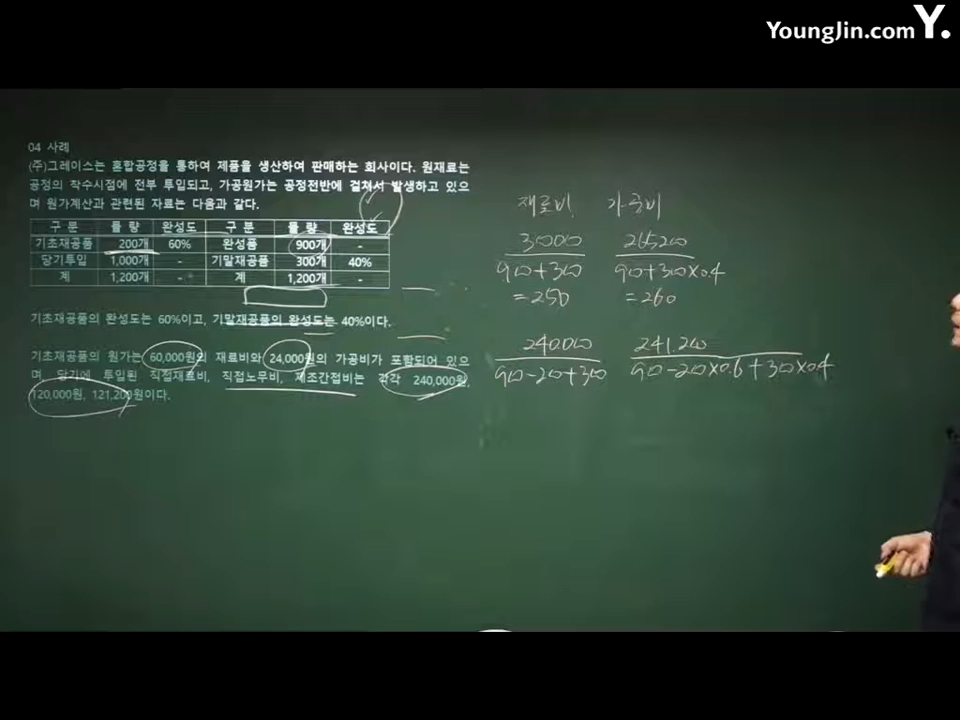 YoungJin.com Y.
04 사례
(주)그레이스는 혼합공정을 통하여 제품을 생산하여 판매하는 회사이다. 원재료는
공정의 착수시점에 전부 투입되고, 가공원가는 공정전반에 걸쳐서 발생하고 있으
며 원가계산과 관련된 자료는 다음과 같다.
구 분 물 량 완성도 구 분 물 량 완성도
기초재공품 200개 60% 완성품 900개 -
당기투입 1,000개 - 기말재공품 300개 40%
계 1,200개 - 계 1,200개 -
기초재공품의 완성도는 60%이고, 기말재공품의 완성도는 40%이다.
기초재공품의 원가는 60,000원의 재료비와 24,000원의 가공비가 포함되어 있으
며 당기에 투입된 직접재료비, 직접노무비, 제조간접비는 각각 240,000원,
120,000원, 121,200원이다.
재료비 가공비
300000 265200
900+300 900+300×0.4
=250 =260
240000 241.200
900-200+300 900-200×0.6+300×0.4